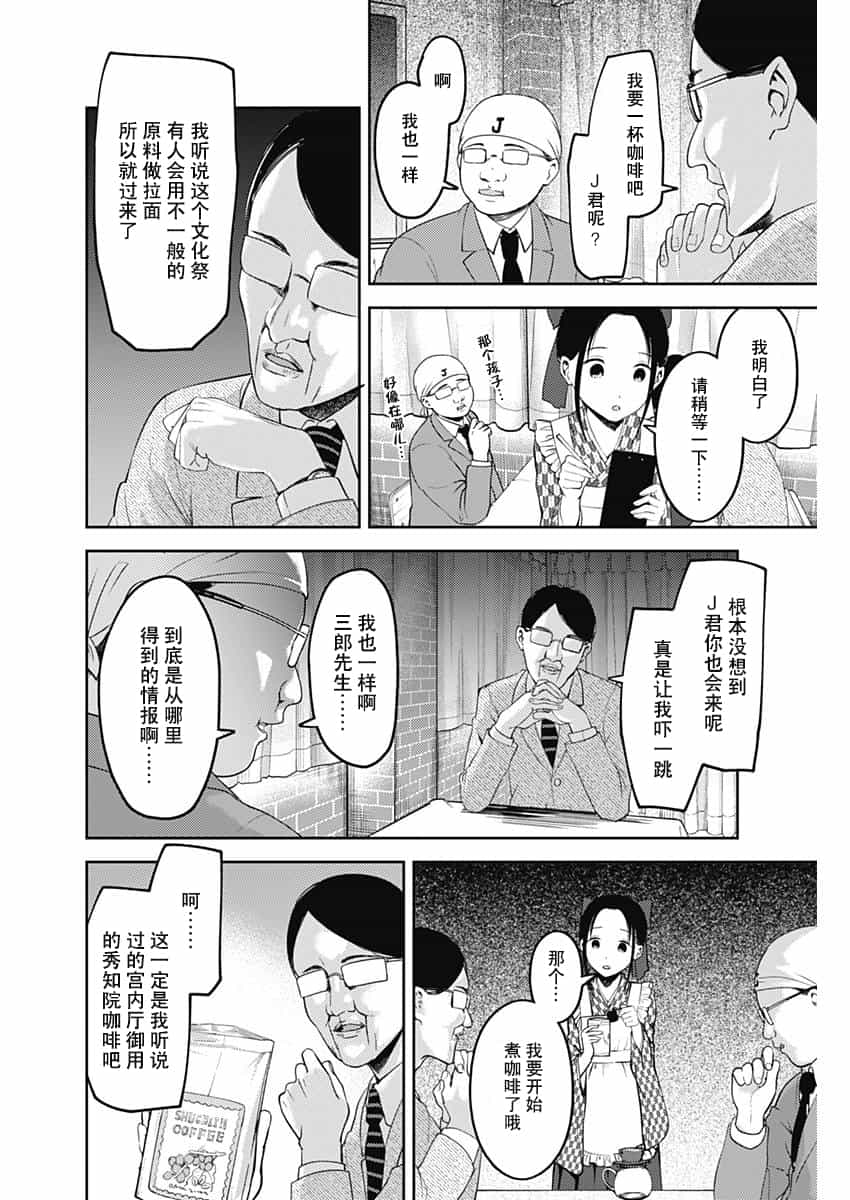 我要一杯咖啡吧
J君呢？
啊
我也一样
J
我明白了
请稍等一下……
那个孩子…
好像在哪儿…
J
我听说这个文化祭
有人会用不一般的
原料做拉面
所以就过来了
根本没想到
J君你也会来呢
真是让我吓一跳
我也一样啊
三郎先生……
到底是从哪里
得到的情报啊……
那个…
我要开始
煮咖啡了哦
呵……
这一定是我听说
过的宫内厅御用
的秀知院咖啡吧
SHUCHIIN
COFFEE